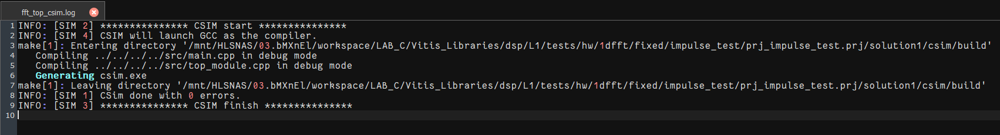 fft_top_csim.log
1 INFO: [SIM 2] *************** CSIM start ***************
2 INFO: [SIM 4] CSIM will launch GCC as the compiler.
3 make[1]: Entering directory '/mnt/HLSNAS/03.bMXnEl/workspace/LAB_C/Vitis_Libraries/dsp/L1/tests/hw/1dfft/fixed/impulse_test/prj_impulse_test.prj/solution1/csim/build'
4 Compiling ../../../../src/main.cpp in debug mode
5 Compiling ../../../../src/top_module.cpp in debug mode
6 Generating csim.exe
7 make[1]: Leaving directory '/mnt/HLSNAS/03.bMXnEl/workspace/LAB_C/Vitis_Libraries/dsp/L1/tests/hw/1dfft/fixed/impulse_test/prj_impulse_test.prj/solution1/csim/build'
8 INFO: [SIM 1] CSim done with 0 errors.
9 INFO: [SIM 3] *************** CSIM finish ***************
10